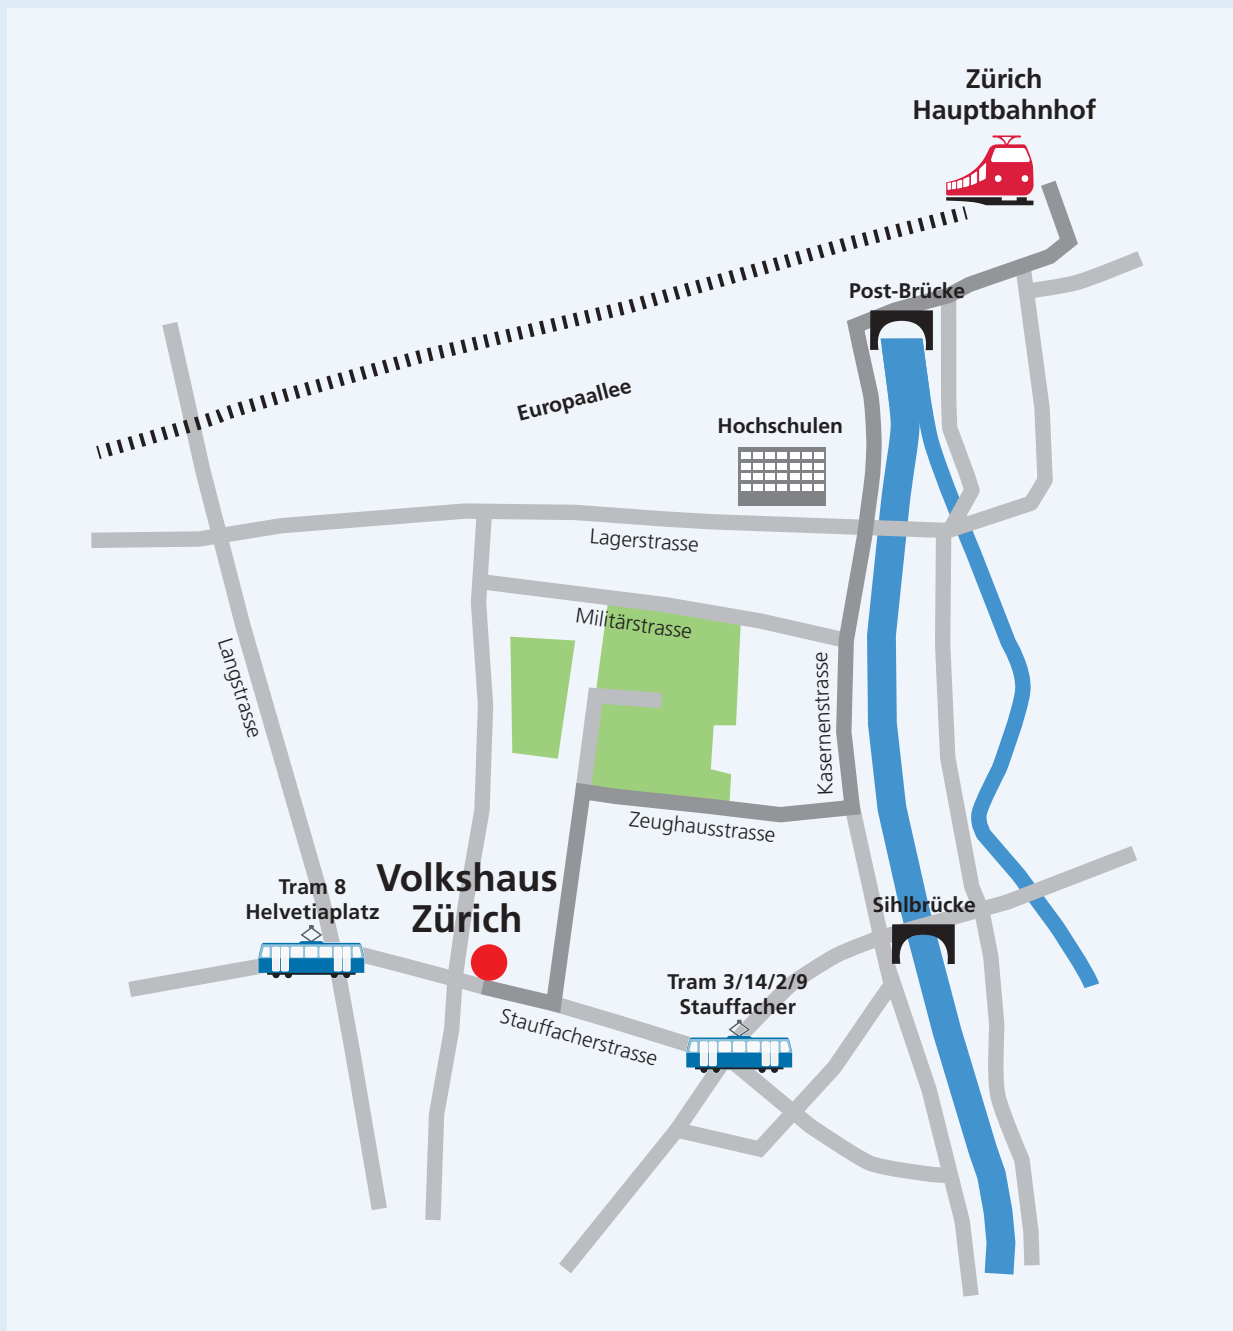 Zürich
Hauptbahnhof
Post-Brücke
Europaallee
Hochschulen
Lagerstrasse
Militärstrasse
Langstrasse
Kasernenstrasse
Zeughausstrasse
Volkshaus
Zürich
Tram 8
Helvetiaplatz
Sihlbrücke
Tram 3/14/2/9
Stauffacher
Stauffacherstrasse